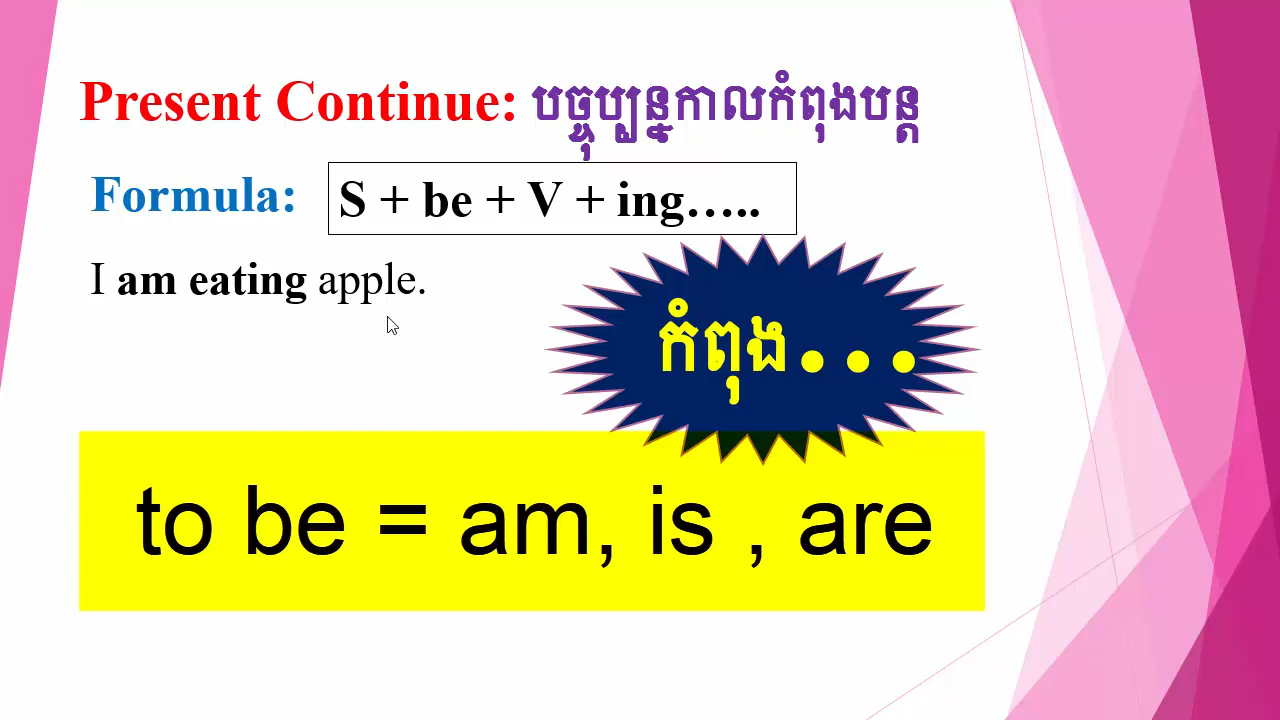 Present Continue: បច្ចុប្បន្នកាលកំពុងបន្ត
Formula: S + be + V + ing.....
I am eating apple.
កំពុង...
to be = am, is , are